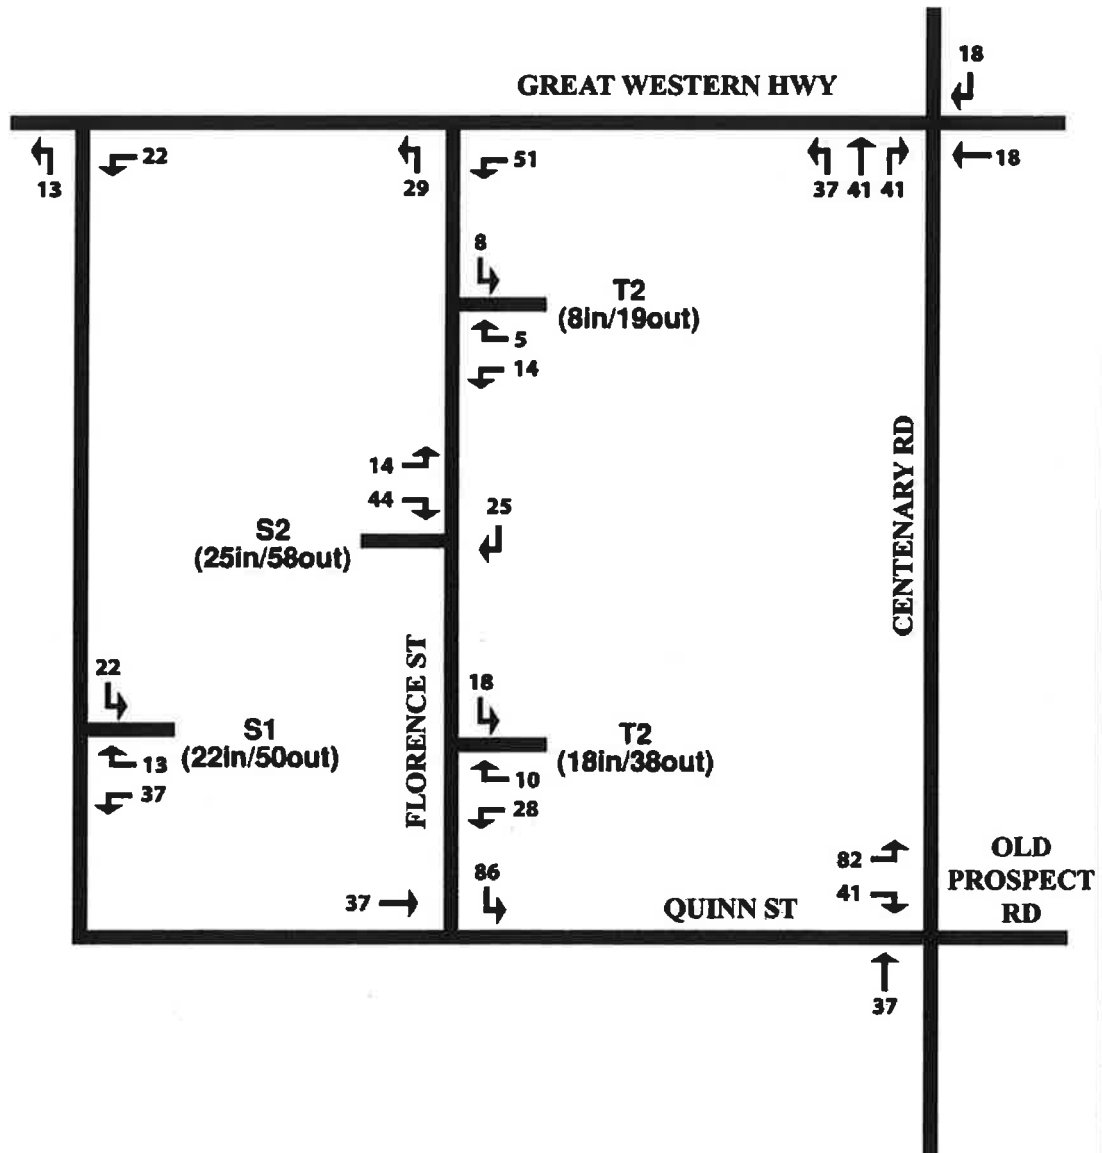 18
GREAT WESTERN HWY
13
22
29
51
37 41 41
18
8
T2
(8in/19out)
5
14
14
44
25
S2
(25in/58out)
CENTENARY RD
FLORENCE ST
22
S1
(22in/50out)
13
37
18
T2
(18in/38out)
10
28
86
37
QUINN ST
82
41
OLD
PROSPECT
RD
37